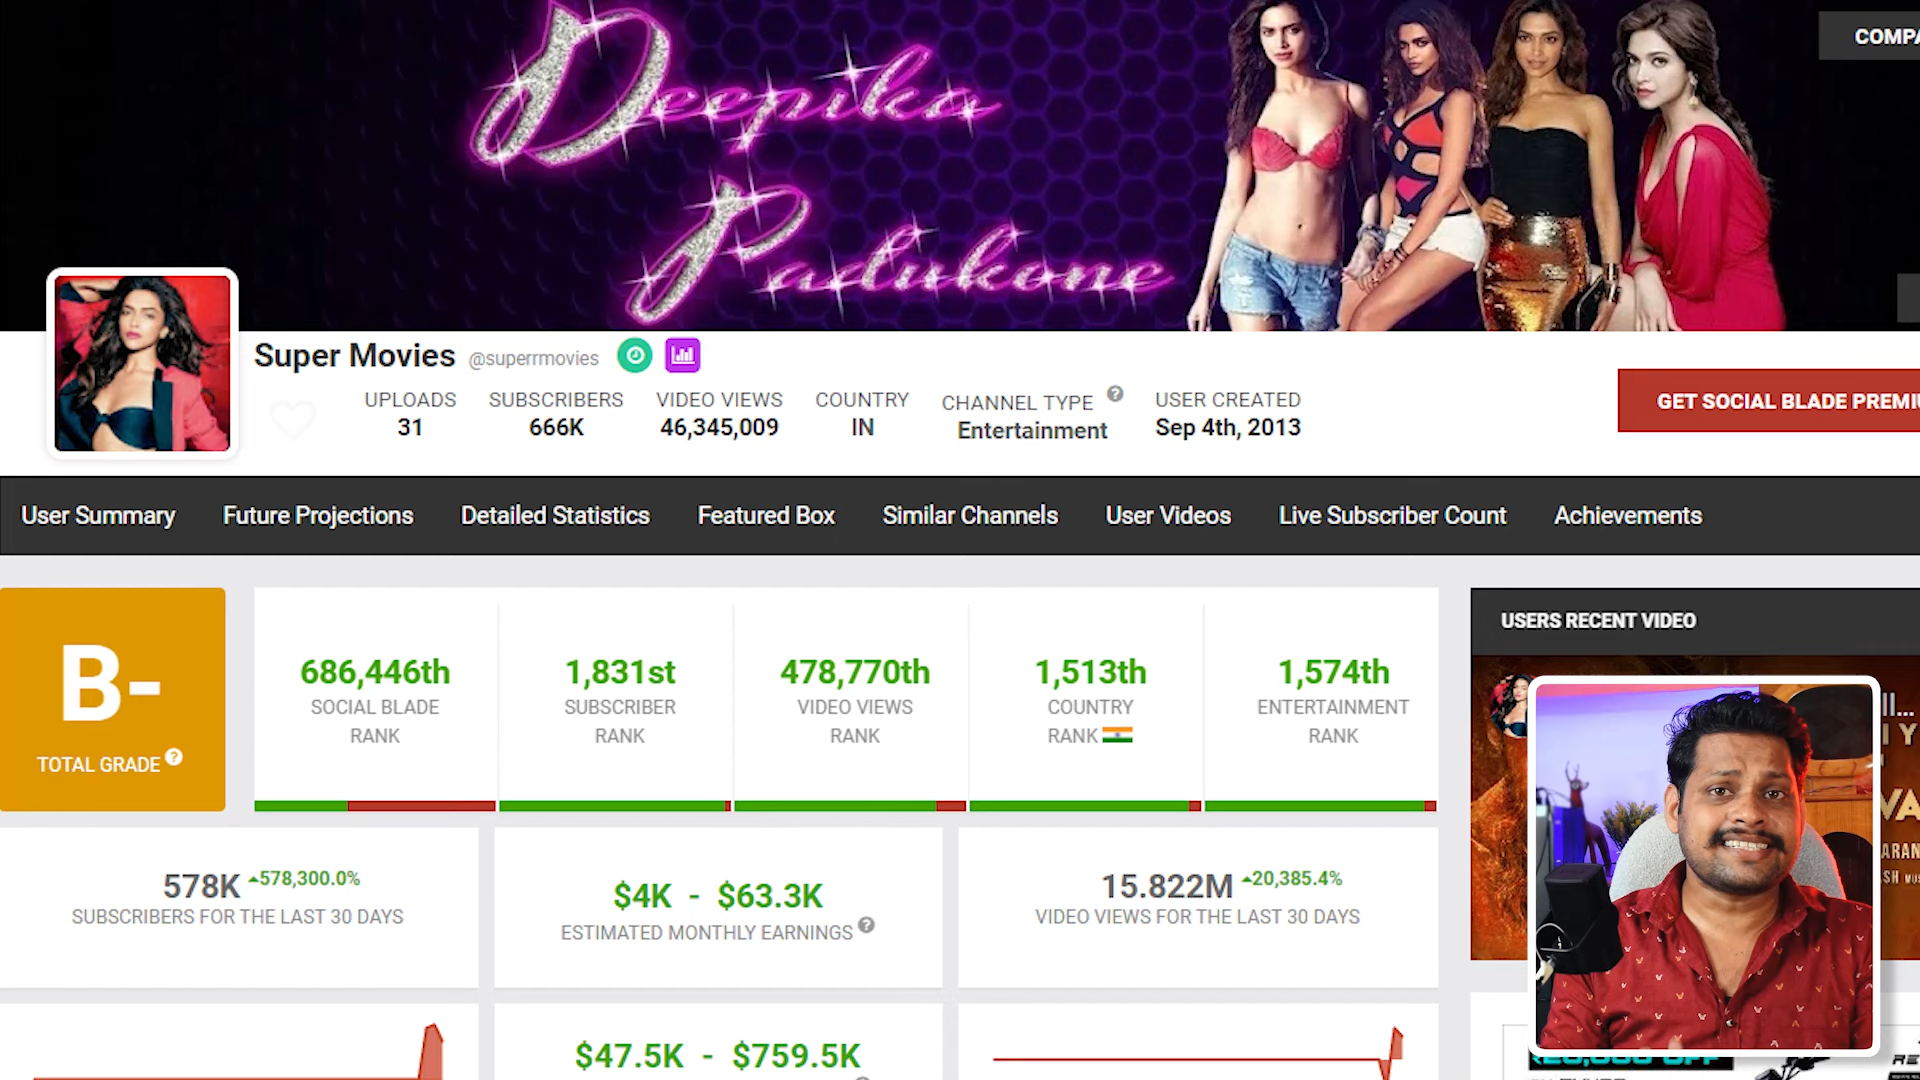 Deepika
Padukone
COMPA
Super Movies @superrmovies
UPLOADS
31
SUBSCRIBERS
666K
VIDEO VIEWS
46,345,009
COUNTRY
IN
CHANNEL TYPE ?
Entertainment
USER CREATED
Sep 4th, 2013
GET SOCIAL BLADE PREMIU
User Summary Future Projections Detailed Statistics Featured Box Similar Channels User Videos Live Subscriber Count Achievements
B-
TOTAL GRADE ?
686,446th
SOCIAL BLADE
RANK
1,831st
SUBSCRIBER
RANK
478,770th
VIDEO VIEWS
RANK
1,513th
COUNTRY
RANK
1,574th
ENTERTAINMENT
RANK
USERS RECENT VIDEO
578K 578,300.0%
SUBSCRIBERS FOR THE LAST 30 DAYS
$4K - $63.3K
ESTIMATED MONTHLY EARNINGS ?
15.822M 20,385.4%
VIDEO VIEWS FOR THE LAST 30 DAYS
$47.5K - $759.5K